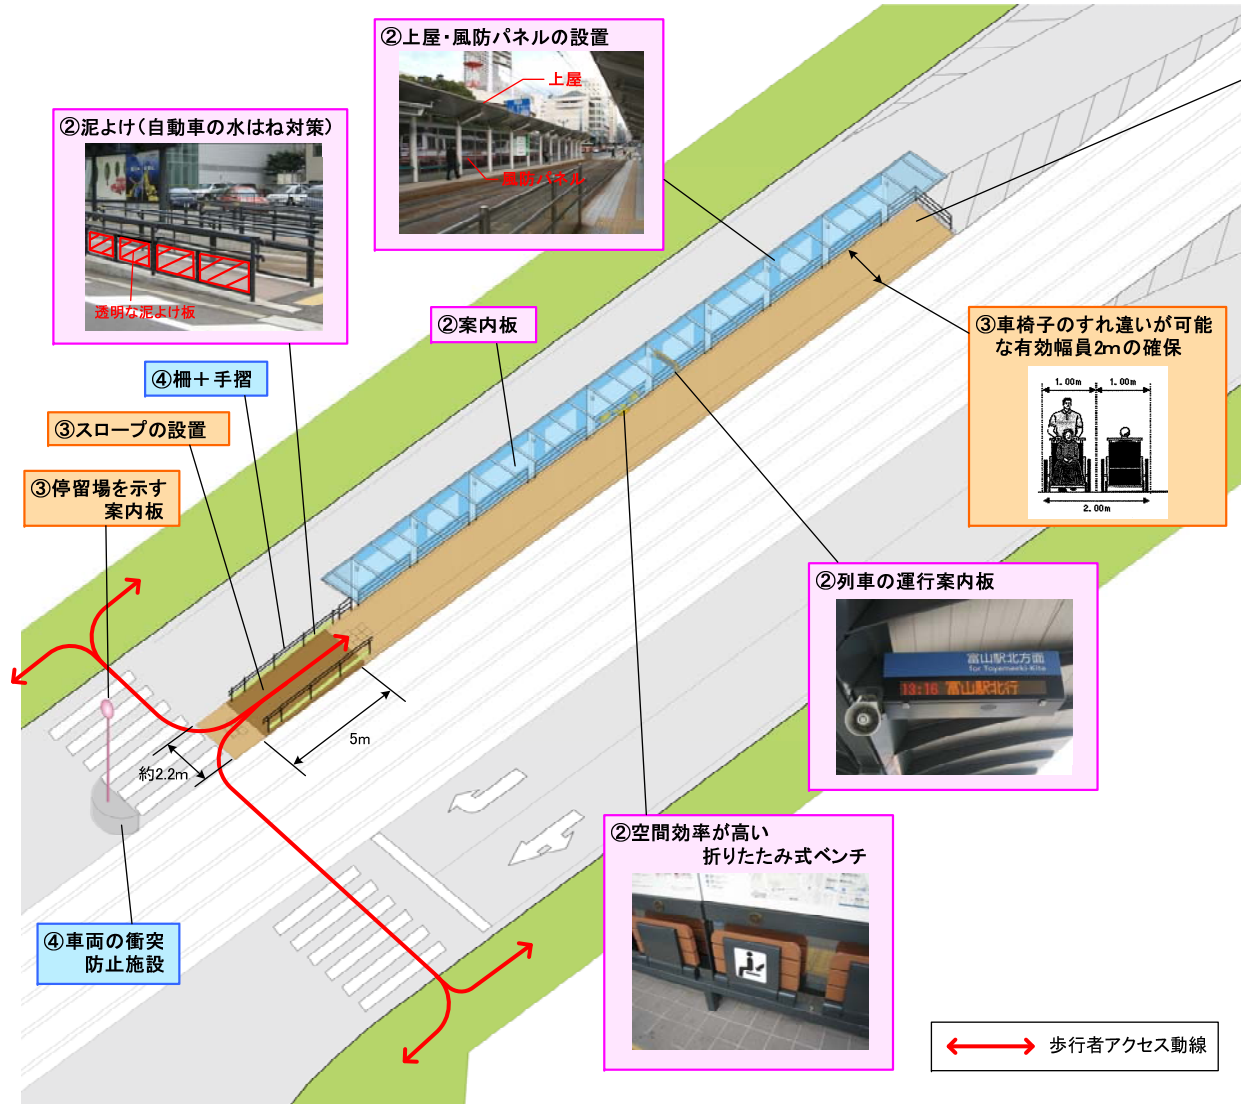 ②上屋・風防パネルの設置
上屋
風防パネル
②泥よけ(自動車の水はね対策)
透明な泥よけ板
②案内板
③車椅子のすれ違いが可能
な有効幅員2mの確保
1.00m
1.00m
2.00m
④柵＋手摺
③スロープの設置
③停留場を示す
案内板
②列車の運行案内板
富山駅北方面
for Toyamaeki-Kita
13:16 富山駅北行
5m
約2.2m
②空間効率が高い
折りたたみ式ベンチ
④車両の衝突
防止施設
歩行者アクセス動線